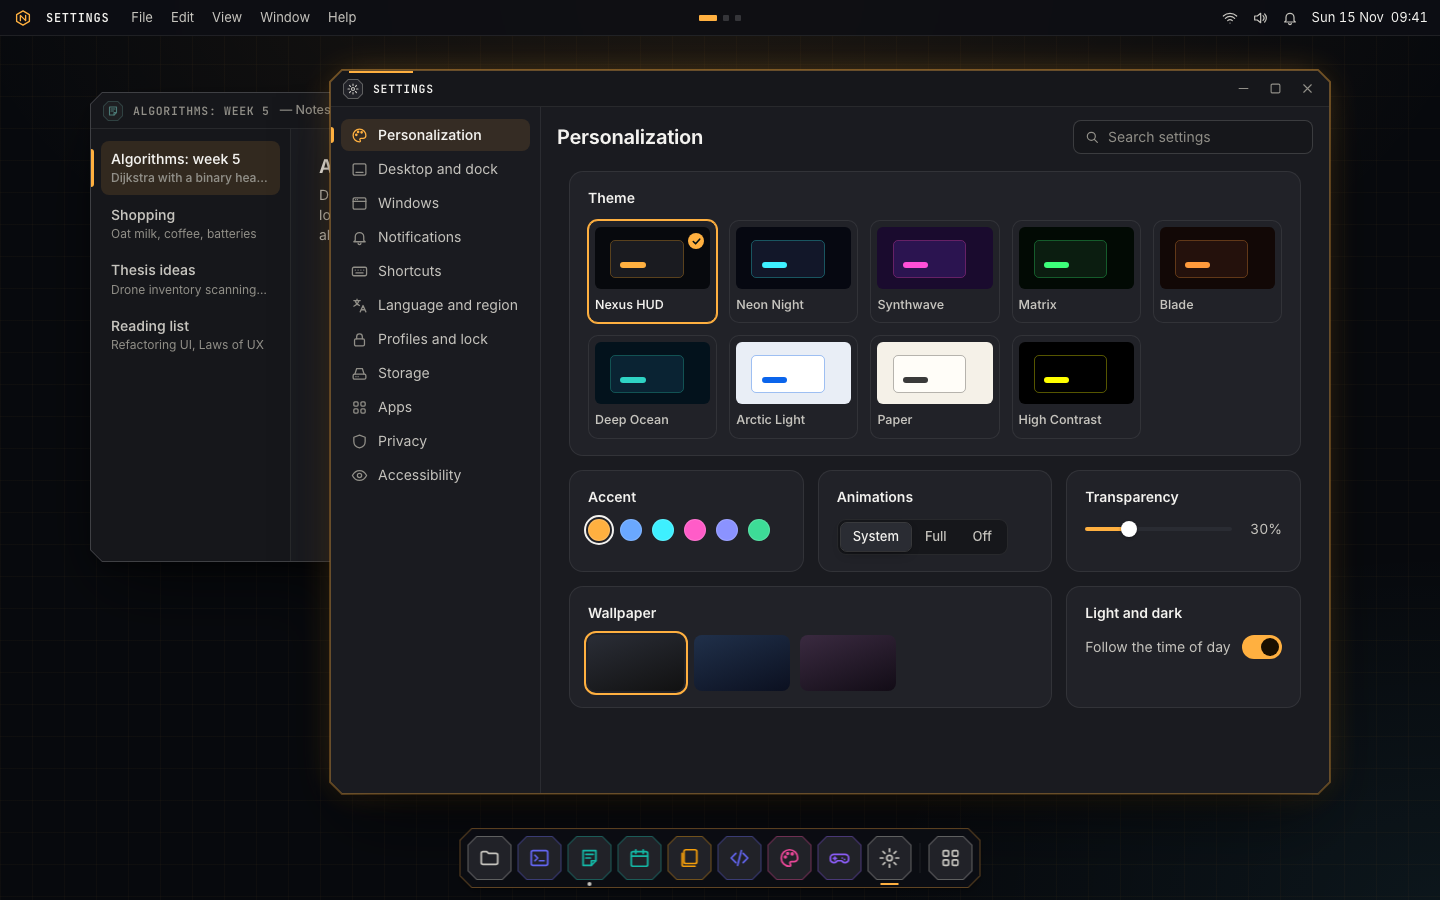 SETTINGS File Edit View Window Help
Sun 15 Nov 09:41
ALGORITHMS: WEEK 5 — Notes
Algorithms: week 5
Dijkstra with a binary hea...
Shopping
Oat milk, coffee, batteries
Thesis ideas
Drone inventory scanning...
Reading list
Refactoring UI, Laws of UX
SETTINGS
Personalization
Desktop and dock
Windows
Notifications
Shortcuts
Language and region
Profiles and lock
Storage
Apps
Privacy
Accessibility
Personalization
Search settings
Theme
Nexus HUD
Neon Night
Synthwave
Matrix
Blade
Deep Ocean
Arctic Light
Paper
High Contrast
Accent
Animations
System Full Off
Transparency
30%
Wallpaper
Light and dark
Follow the time of day